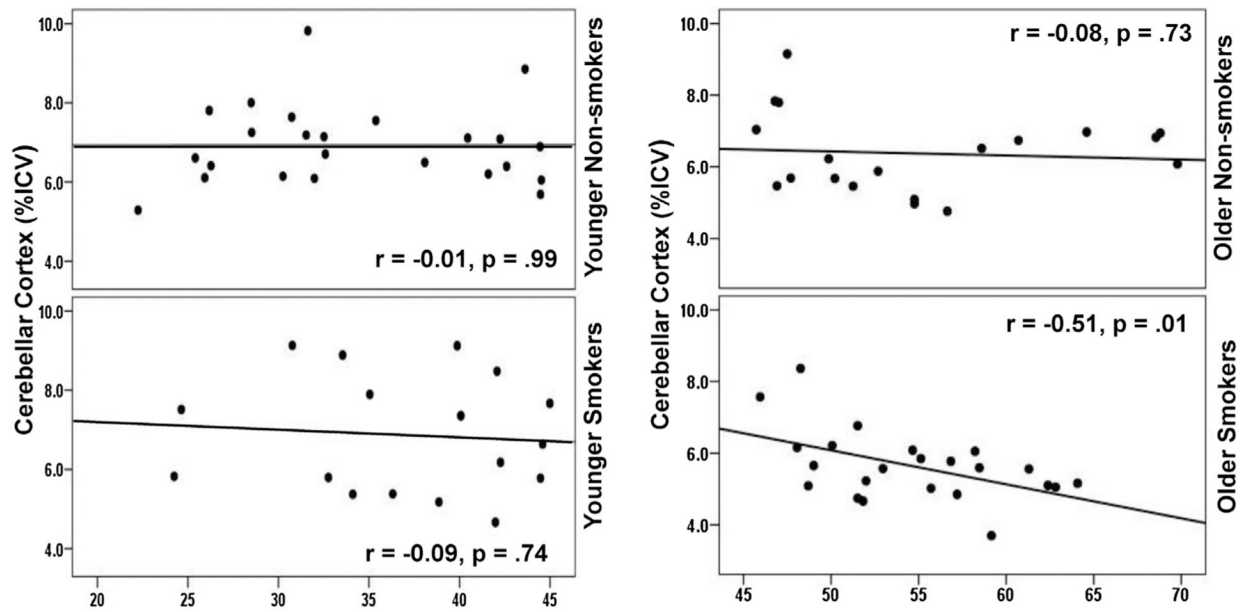 Cerebellar Cortex (%ICV)
10.0
8.0
6.0
4.0
r = -0.01, p = .99
Younger Non-smokers
10.0
8.0
6.0
4.0
r = -0.09, p = .74
Younger Smokers
20 25 30 35 40 45
Cerebellar Cortex (%ICV)
10.0
8.0
6.0
4.0
r = -0.08, p = .73
Older Non-smokers
10.0
8.0
6.0
4.0
r = -0.51, p = .01
Older Smokers
45 50 55 60 65 70